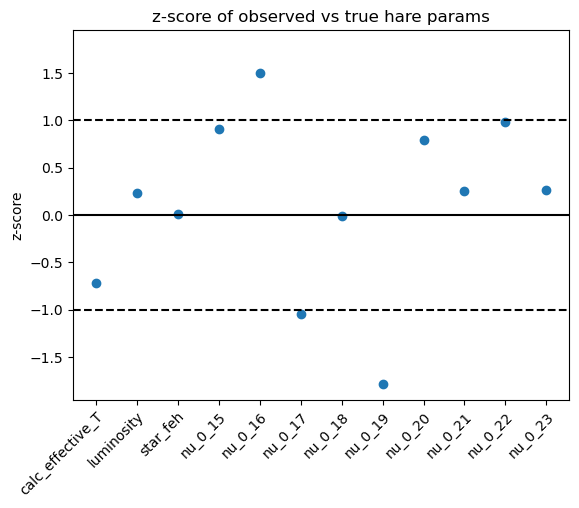 z-score of observed vs true hare params
z-score
1.5
1.0
0.5
0.0
−0.5
−1.0
−1.5
calc_effective_T
luminosity
star_feh
nu_0_15
nu_0_16
nu_0_17
nu_0_18
nu_0_19
nu_0_20
nu_0_21
nu_0_22
nu_0_23